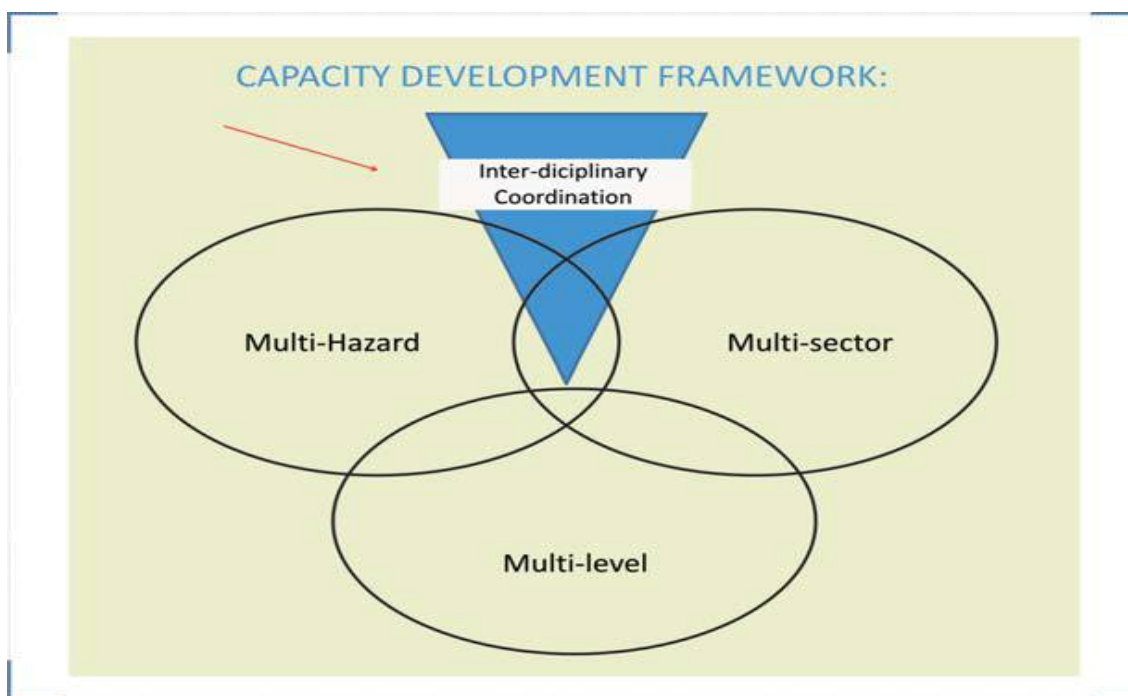 CAPACITY DEVELOPMENT FRAMEWORK:
Inter-diciplinary
Coordination
Multi-Hazard
Multi-sector
Multi-level